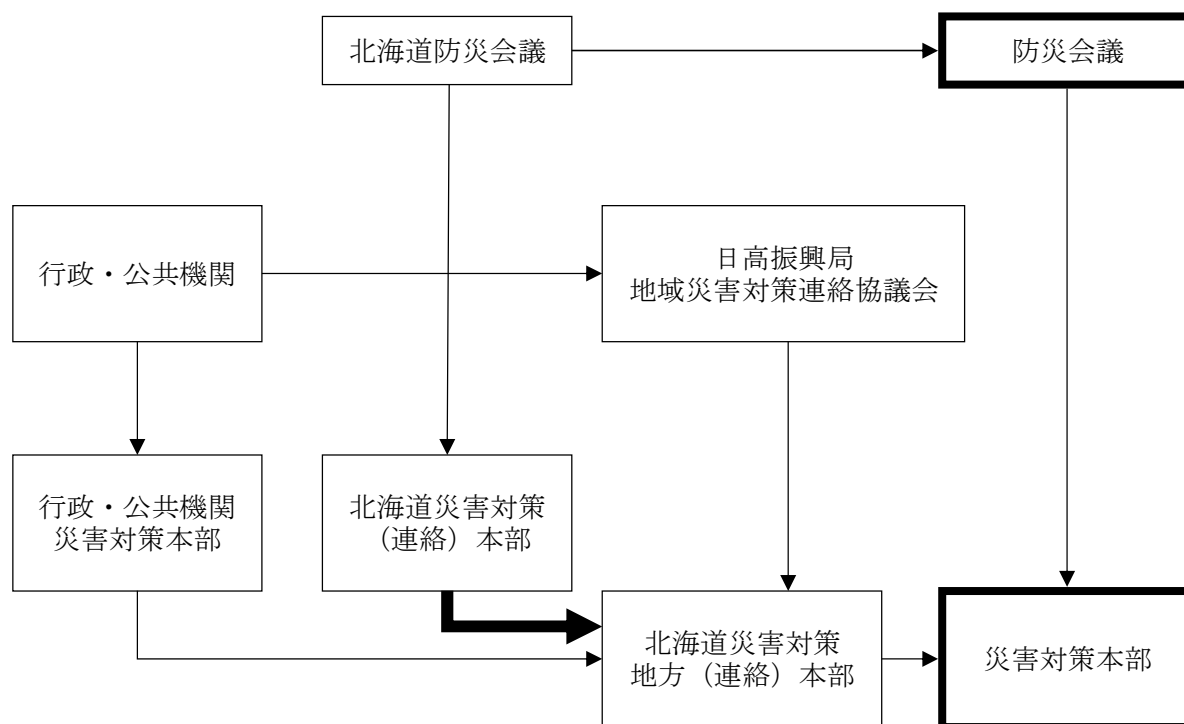 北海道防災会議
防災会議
行政・公共機関
日高振興局
地域災害対策連絡協議会
行政・公共機関
災害対策本部
北海道災害対策
（連絡）本部
北海道災害対策
地方（連絡）本部
災害対策本部